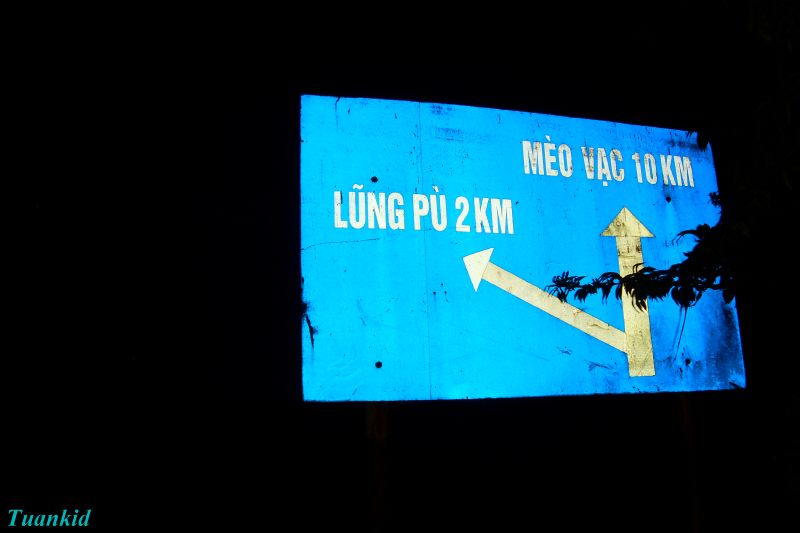 MÈO VẠC 10 KM
LŨNG PÙ 2 KM
Tuankid